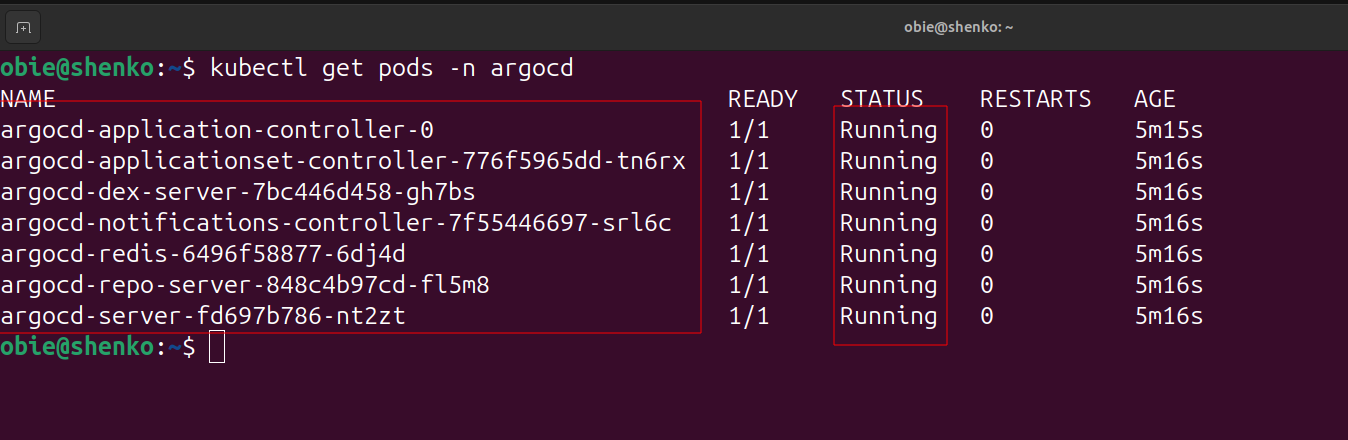 obie@shenko: ~
obie@shenko:~$ kubectl get pods -n argocd
NAME READY STATUS RESTARTS AGE
argocd-application-controller-0 1/1 Running 0 5m15s
argocd-applicationset-controller-776f5965dd-tn6rx 1/1 Running 0 5m16s
argocd-dex-server-7bc446d458-gh7bs 1/1 Running 0 5m16s
argocd-notifications-controller-7f55446697-srl6c 1/1 Running 0 5m16s
argocd-redis-6496f58877-6dj4d 1/1 Running 0 5m16s
argocd-repo-server-848c4b97cd-fl5m8 1/1 Running 0 5m16s
argocd-server-fd697b786-nt2zt 1/1 Running 0 5m16s
obie@shenko:~$